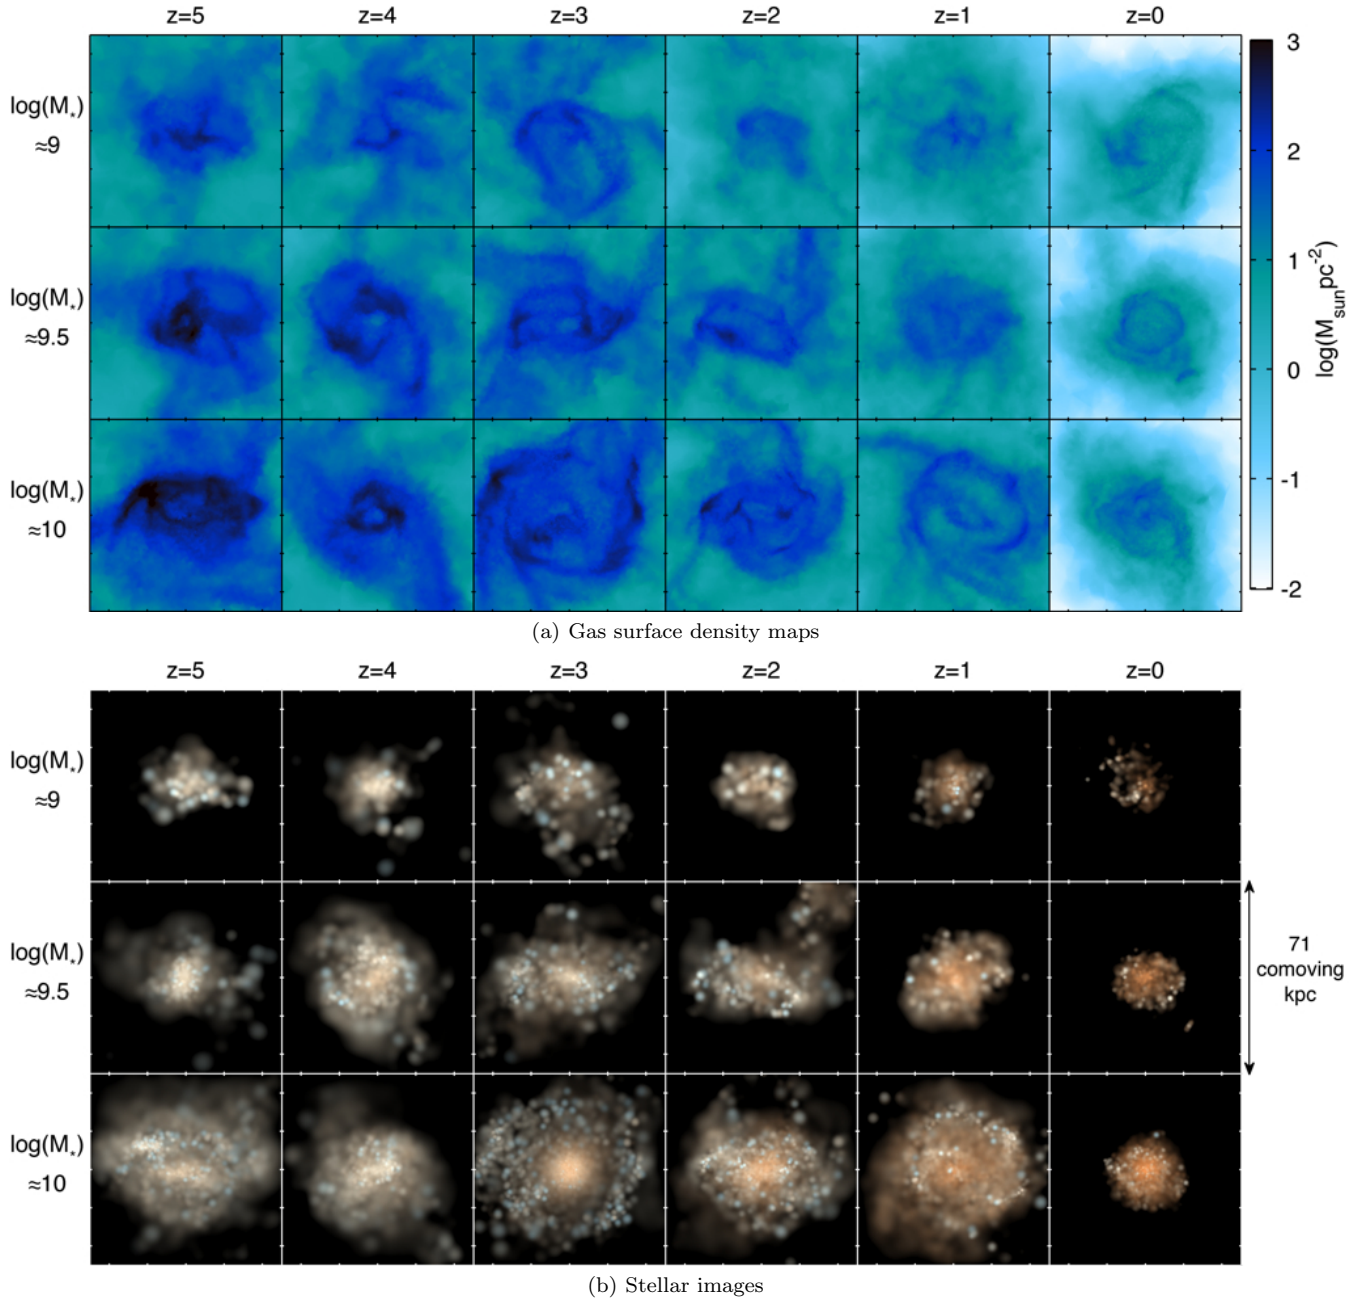 z=5 z=4 z=3 z=2 z=1 z=0
log(M⋆)
≈9
log(M⋆)
≈9.5
log(M⋆)
≈10
3
2
1
0
-1
-2
log(M_sun pc^-2)
(a) Gas surface density maps
z=5 z=4 z=3 z=2 z=1 z=0
log(M⋆)
≈9
log(M⋆)
≈9.5
71
comoving
kpc
log(M⋆)
≈10
(b) Stellar images